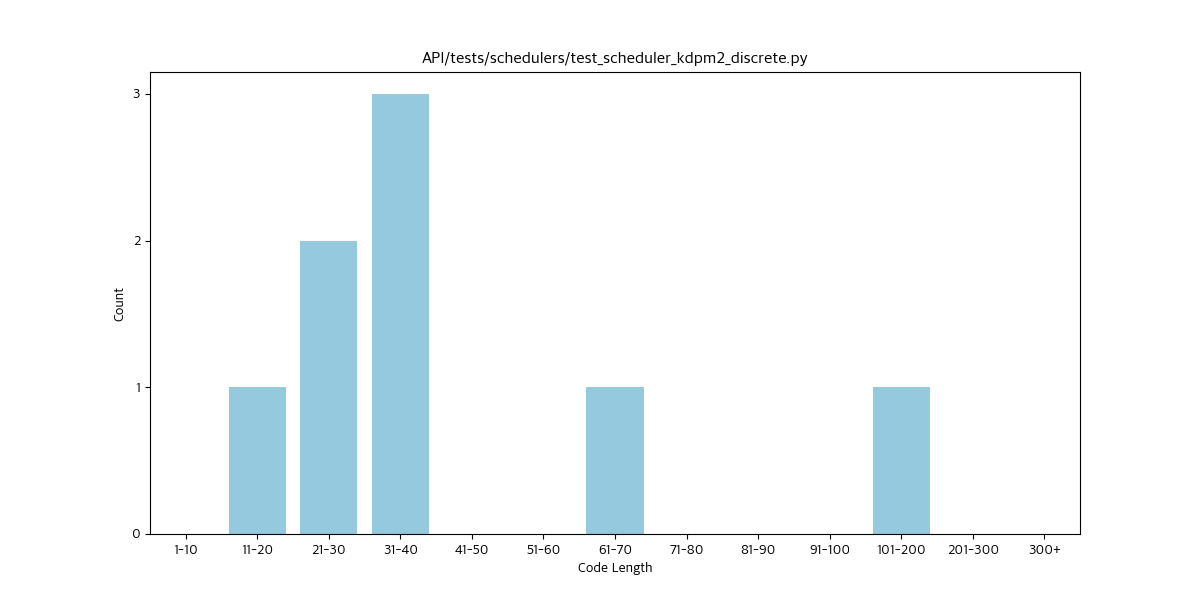 API/tests/schedulers/test_scheduler_kdpm2_discrete.py
3
2
1
0
Count
1-10 11-20 21-30 31-40 41-50 51-60 61-70 71-80 81-90 91-100 101-200 201-300 300+
Code Length